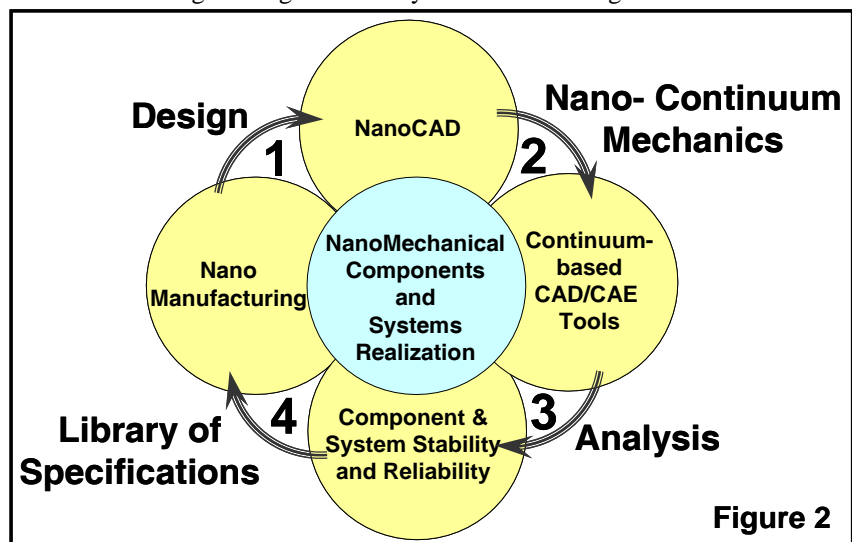 Design
1
NanoCAD
2
Nano- Continuum
Mechanics
Nano
Manufacturing
NanoMechanical
Components
and
Systems
Realization
Continuum-
based
CAD/CAE
Tools
4
Library of
Specifications
Component &
System Stability
and Reliability
3
Analysis
Figure 2